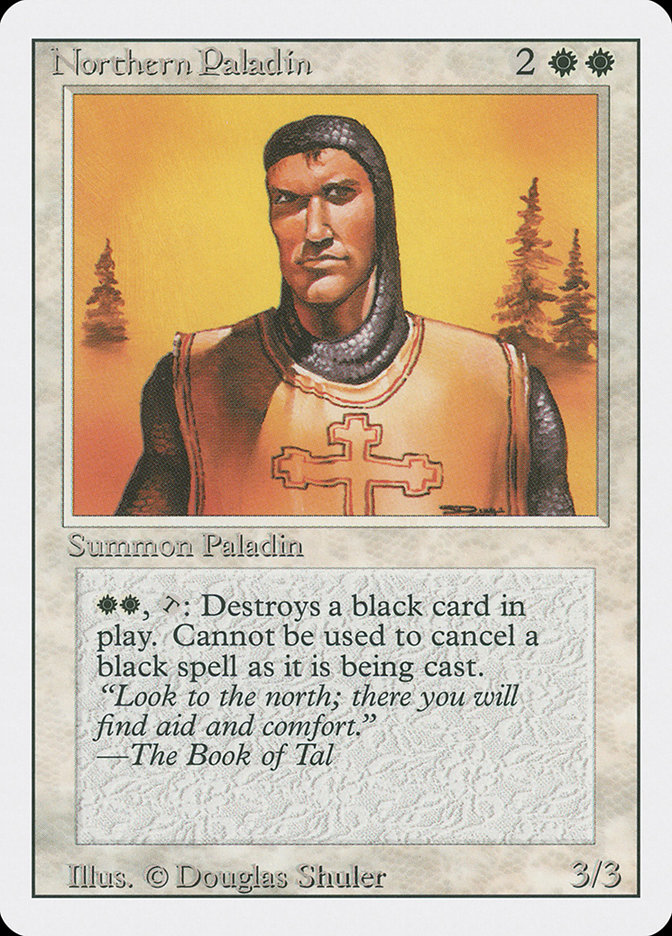 Northern Paladin 2
Summon Paladin
, : Destroys a black card in
play. Cannot be used to cancel a
black spell as it is being cast.
“Look to the north; there you will
find aid and comfort.”
—The Book of Tal
Illus. © Douglas Shuler 3/3